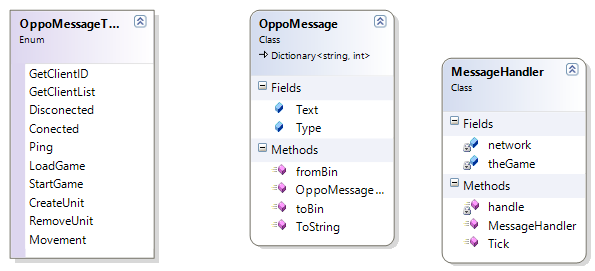 OppoMessageT...
Enum
GetClientID
GetClientList
Disconected
Conected
Ping
LoadGame
StartGame
CreateUnit
RemoveUnit
Movement
OppoMessage
Class
Dictionary<string, int>
Fields
Text
Type
Methods
fromBin
OppoMessage...
toBin
ToString
MessageHandler
Class
Fields
network
theGame
Methods
handle
MessageHandler
Tick